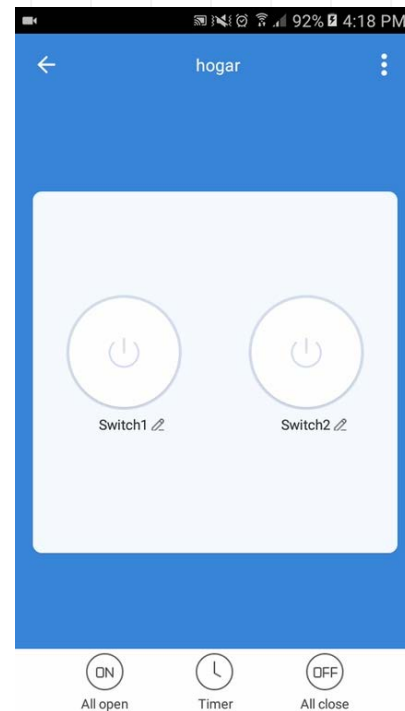 92% 4:18 PM
hogar
Switch1 Switch2
ON OFF
All open Timer All close